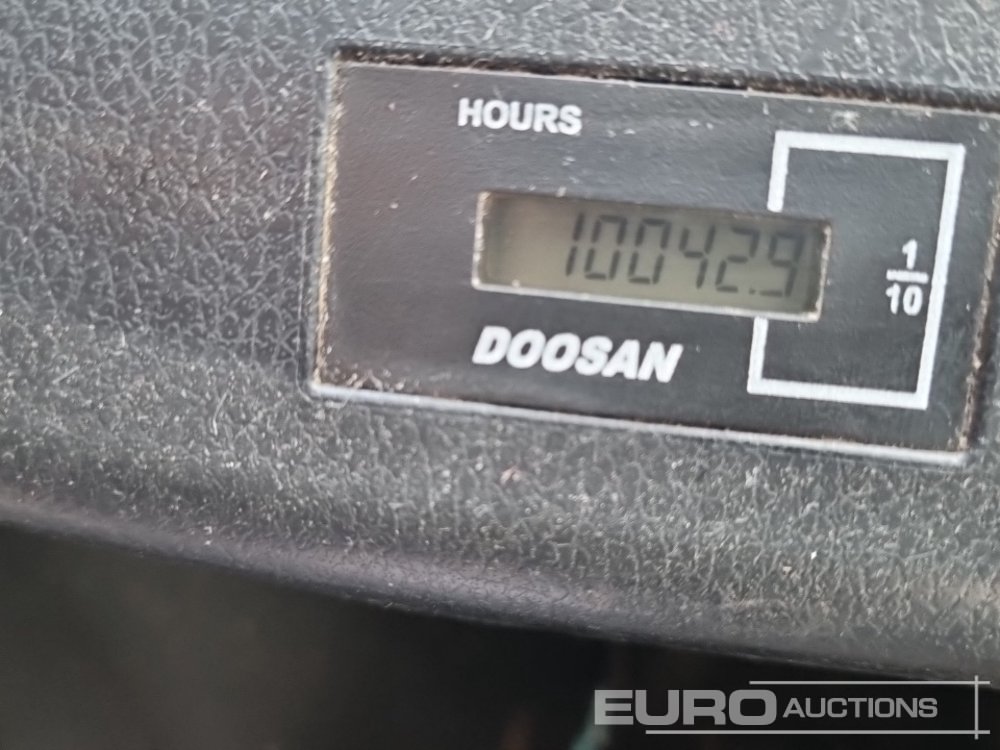 HOURS
10042.9
1
10
DOOSAN
EURO AUCTIONS